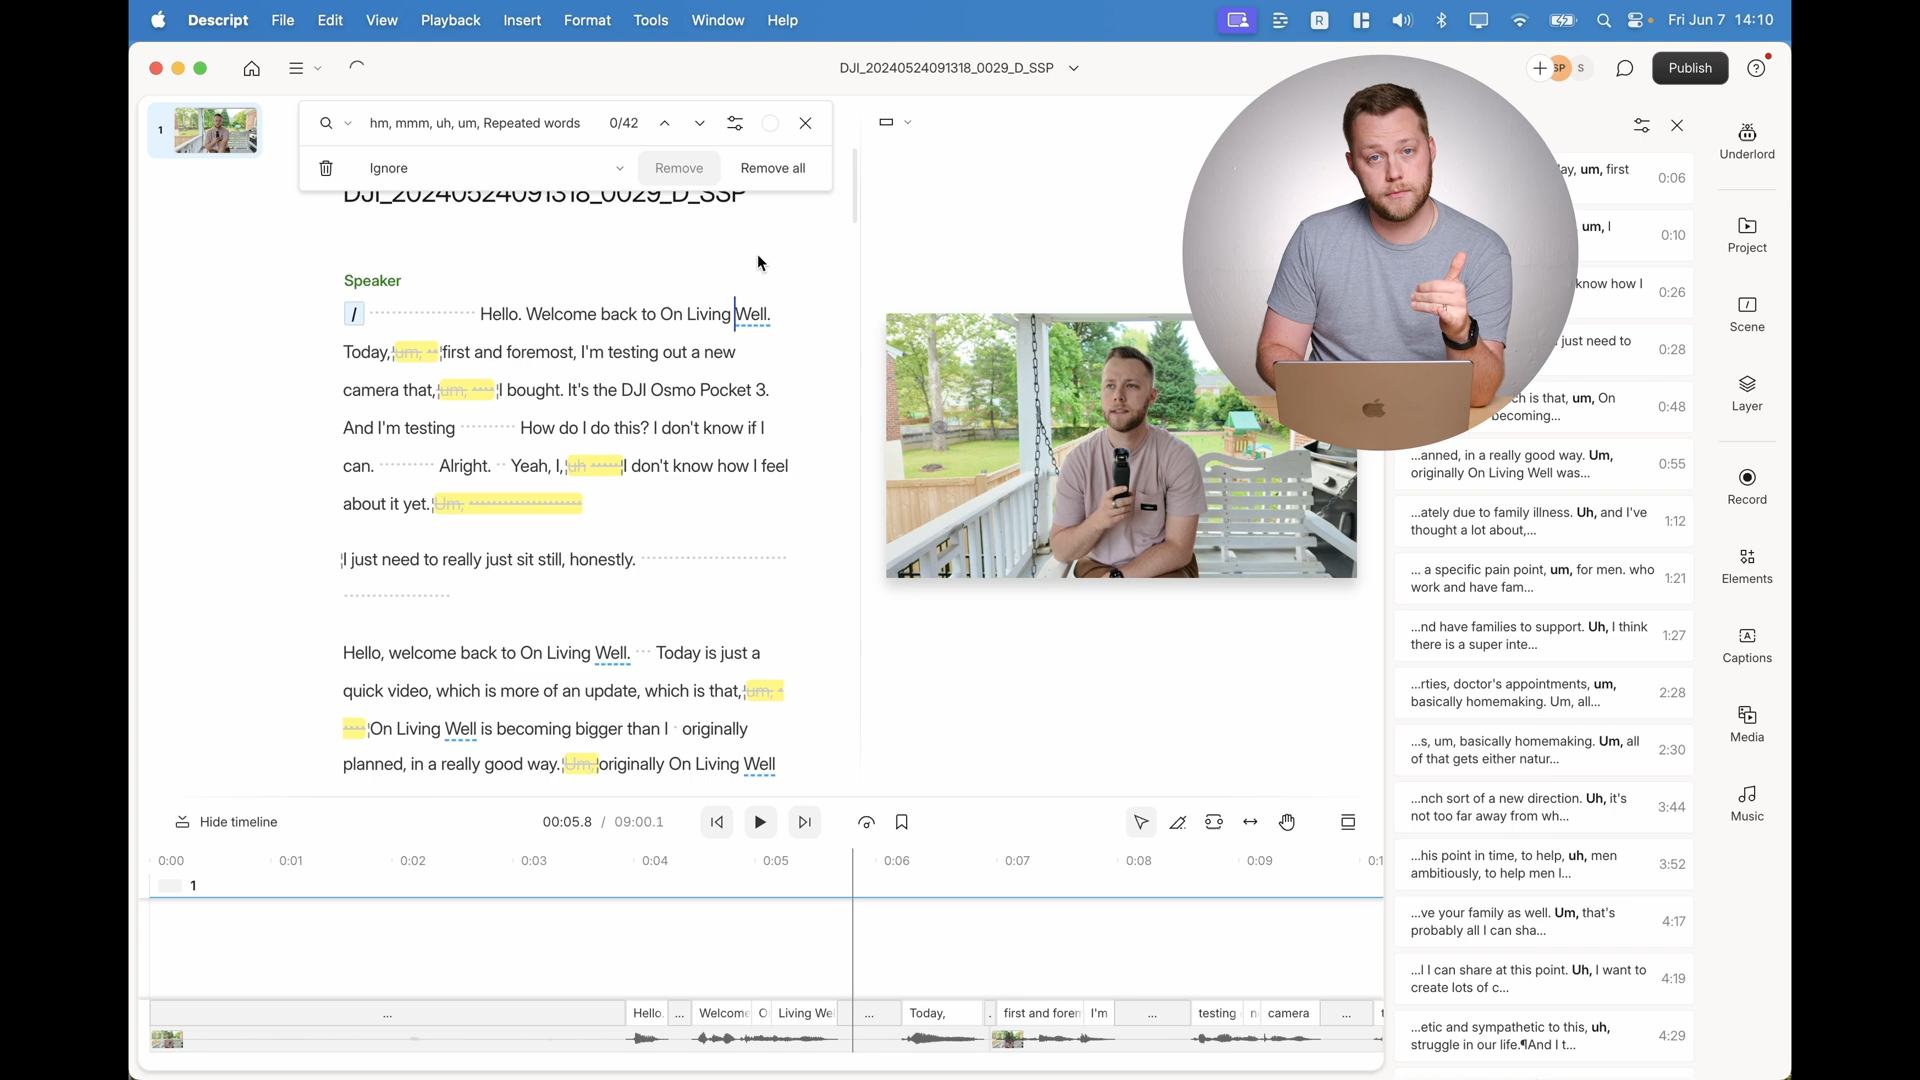 Descript File Edit View Playback Insert Format Tools Window Help
R
Fri Jun 7 14:10
DJI_20240524091318_0029_D_SSP
SP S
Publish
1
hm, mmm, uh, um, Repeated words 0/42
Ignore
Remove
Remove all
DJI_20240524091318_0029_D_SSP
Speaker
/ Hello. Welcome back to On Living Well.
Today, um, first and foremost, I'm testing out a new
camera that, um, I bought. It's the DJI Osmo Pocket 3.
And I'm testing How do I do this? I don't know if I
can. Alright. Yeah, I, uh I don't know how I feel
about it yet. Um,
I just need to really just sit still, honestly.
Hello, welcome back to On Living Well. Today is just a
quick video, which is more of an update, which is that, um,
On Living Well is becoming bigger than I originally
planned, in a really good way. Um, originally On Living Well
ay, um, first
0:06
um, I
0:10
know how I
0:26
just need to
0:28
ch is that, um, On
becoming...
0:48
...anned, in a really good way. Um,
originally On Living Well was...
0:55
...ately due to family illness. Uh, and I've
thought a lot about,...
1:12
... a specific pain point, um, for men. who
work and have fam...
1:21
...nd have families to support. Uh, I think
there is a super inte...
1:27
...rties, doctor's appointments, um,
basically homemaking. Um, all...
2:28
...s, um, basically homemaking. Um, all
of that gets either natur...
2:30
...nch sort of a new direction. Uh, it's
not too far away from wh...
3:44
...his point in time, to help, uh, men
ambitiously, to help men l...
3:52
...ve your family as well. Um, that's
probably all I can sha...
4:17
...l I can share at this point. Uh, I want to
create lots of c...
4:19
...etic and sympathetic to this, uh,
struggle in our life.¶And I t...
4:29
Underlord
Project
Scene
Layer
Record
Elements
Captions
Media
Music
Hide timeline
00:05.8 / 09:00.1
0:00 0:01 0:02 0:03 0:04 0:05 0:06 0:07 0:08 0:09 0:1
1
... Hello. ... Welcome O Living We ... Today, . first and foren I'm ... testing n camera ... t